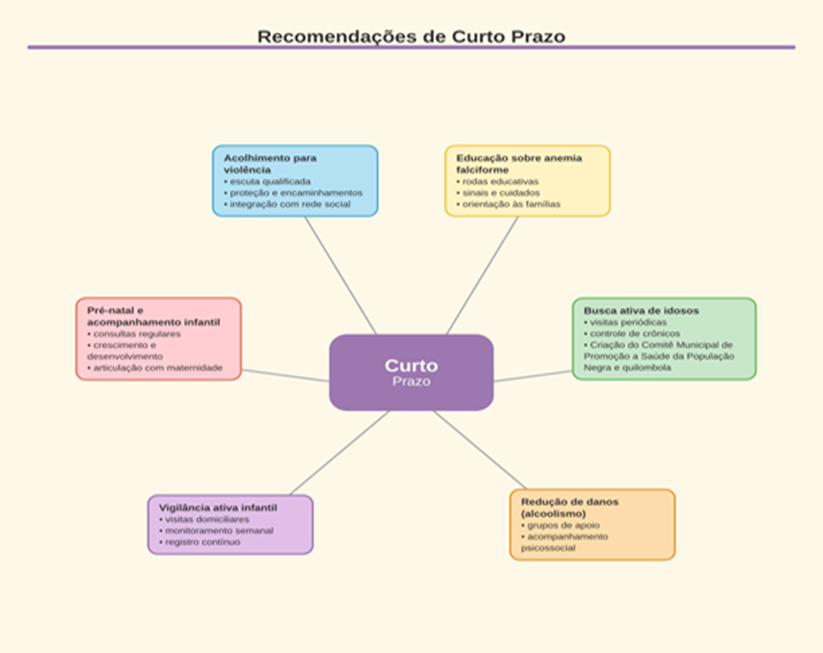 Recomendações de Curto Prazo
Acolhimento para
violência
• escuta qualificada
• proteção e encaminhamentos
• integração com rede social
Educação sobre anemia
falciforme
• rodas educativas
• sinais e cuidados
• orientação às famílias
Pré-natal e
acompanhamento infantil
• consultas regulares
• crescimento e
desenvolvimento
• articulação com maternidade
Curto
Prazo
Busca ativa de idosos
• visitas periódicas
• controle de crônicos
• Criação do Comitê Municipal de
Promoção a Saúde da População
Negra e quilombola
Vigilância ativa infantil
• visitas domiciliares
• monitoramento semanal
• registro contínuo
Redução de danos
(alcoolismo)
• grupos de apoio
• acompanhamento
psicossocial